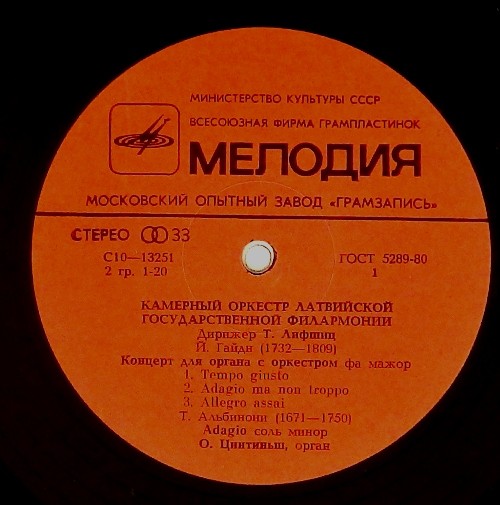 МИНИСТЕРСТВО КУЛЬТУРЫ СССР
ВСЕСОЮЗНАЯ ФИРМА ГРАМПЛАСТИНОК
МЕЛОДИЯ
МОСКОВСКИЙ ОПЫТНЫЙ ЗАВОД «ГРАМЗАПИСЬ»
СТЕРЕО 33
С10—13251
2 гр. 1-20
ГОСТ 5289-80
1
КАМЕРНЫЙ ОРКЕСТР ЛАТВИЙСКОЙ
ГОСУДАРСТВЕННОЙ ФИЛАРМОНИИ
Дирижер Т. Лифшиц
Й. Гайдн (1732—1809)
Концерт для органа с оркестром фа мажор
1. Tempo giusto
2. Adagio ma non troppo
3. Allegro assai
Т. Альбинони (1671—1750)
Adagio соль минор
О. Цинтиньш, орган